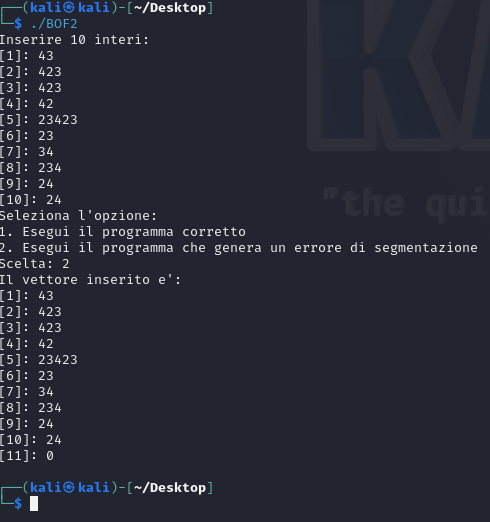 ┌──(kali㉿kali)-[~/Desktop]
└─$ ./BOF2
Inserire 10 interi:
[1]: 43
[2]: 423
[3]: 423
[4]: 42
[5]: 23423
[6]: 23
[7]: 34
[8]: 234
[9]: 24
[10]: 24
Seleziona l'opzione:
1. Esegui il programma corretto
2. Esegui il programma che genera un errore di segmentazione
Scelta: 2
Il vettore inserito e':
[1]: 43
[2]: 423
[3]: 423
[4]: 42
[5]: 23423
[6]: 23
[7]: 34
[8]: 234
[9]: 24
[10]: 24
[11]: 0
┌──(kali㉿kali)-[~/Desktop]
└─$
"the qui